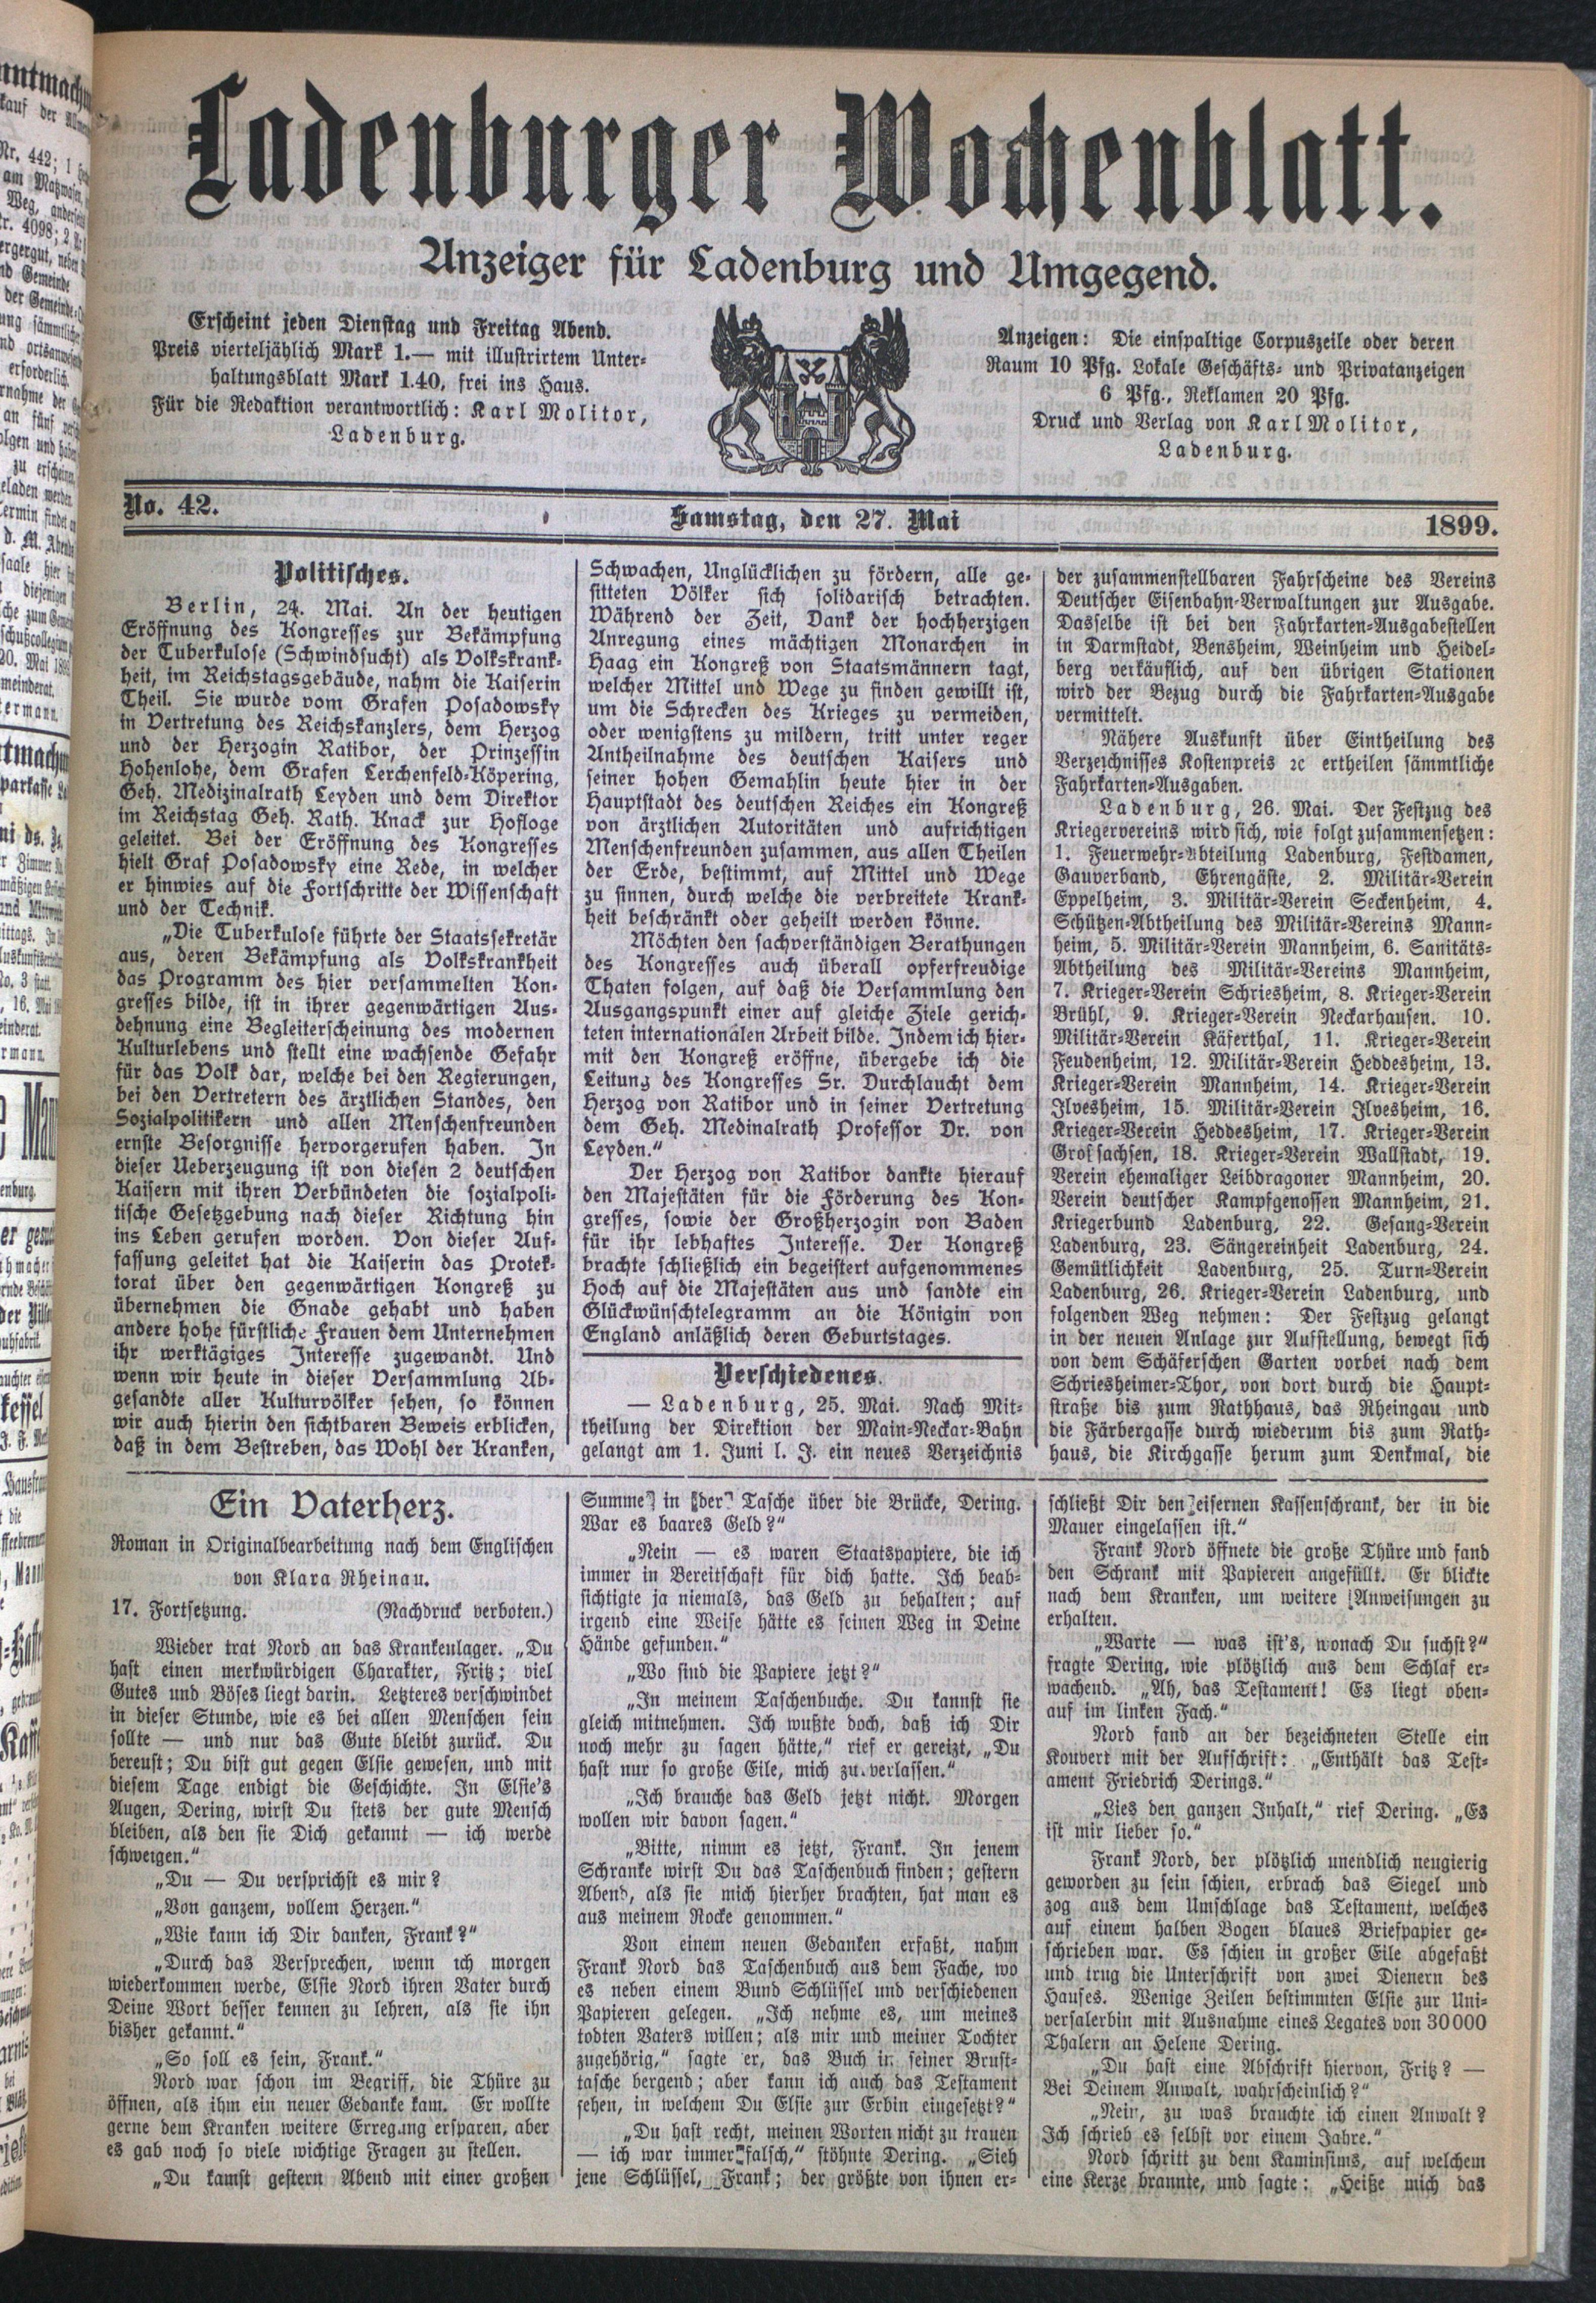 Ladenburger Wochenblatt.
Anzeiger für Ladenburg und Umgegend.
Erscheint jeden Dienstag und Freitag Abend.
Preis vierteljählich Mark 1.— mit illustrirtem Unter-
haltungsblatt Mark 1.40, frei ins Haus.
Für die Redaktion verantwortlich: Karl Molitor,
Ladenburg.
Anzeigen: Die einspaltige Corpuszeile oder deren
Raum 10 Pfg. Lokale Geschäfts- und Privatanzeigen
6 Pfg., Reklamen 20 Pfg.
Druck und Verlag von Karl Molitor,
Ladenburg.
No. 42.
Samstag, den 27. Mai
1899.
Politisches.
Berlin, 24. Mai. An der heutigen
Eröffnung des Kongresses zur Bekämpfung
der Tuberkulose (Schwindsucht) als Volkskrank-
heit, im Reichstagsgebäude, nahm die Kaiserin
Theil. Sie wurde vom Grafen Posadowsky
in Vertretung des Reichskanzlers, dem Herzog
und der Herzogin Ratibor, der Prinzessin
Hohenlohe, dem Grafen Lerchenfeld-Köpering,
Geh. Medizinalrath Leyden und dem Direktor
im Reichstag Geh. Rath. Knack zur Hofloge
geleitet. Bei der Eröffnung des Kongresses
hielt Graf Posadowsky eine Rede, in welcher
er hinwies auf die Fortschritte der Wissenschaft
und der Technik.
„Die Tuberkulose führte der Staatssekretär
aus, deren Bekämpfung als Volkskrankheit
das Programm des hier versammelten Kon-
gresses bilde, ist in ihrer gegenwärtigen Aus-
dehnung eine Begleiterscheinung des modernen
Kulturlebens und stellt eine wachsende Gefahr
für das Volk dar, welche bei den Regierungen,
bei den Vertretern des ärztlichen Standes, den
Sozialpolitikern und allen Menschenfreunden
ernste Besorgnisse hervorgerufen haben. In
dieser Ueberzeugung ist von diesen 2 deutschen
Kaisern mit ihren Verbündeten die sozialpoli-
tische Gesetzgebung nach dieser Richtung hin
ins Leben gerufen worden. Von dieser Auf-
fassung geleitet hat die Kaiserin das Protek-
torat über den gegenwärtigen Kongreß zu
übernehmen die Gnade gehabt und haben
andere hohe fürstliche Frauen dem Unternehmen
ihr werktägiges Interesse zugewandt. Und
wenn wir heute in dieser Versammlung Ab-
gesandte aller Kulturvölker sehen, so können
wir auch hierin den sichtbaren Beweis erblicken,
daß in dem Bestreben, das Wohl der Kranken,
Schwachen, Unglücklichen zu fördern, alle ge-
sitteten Völker sich solidarisch betrachten.
Während der Zeit, Dank der hochherzigen
Anregung eines mächtigen Monarchen in
Haag ein Kongreß von Staatsmännern tagt,
welcher Mittel und Wege zu finden gewillt ist,
um die Schrecken des Krieges zu vermeiden,
oder wenigstens zu mildern, tritt unter reger
Antheilnahme des deutschen Kaisers und
seiner hohen Gemahlin heute hier in der
Hauptstadt des deutschen Reiches ein Kongreß
von ärztlichen Autoritäten und aufrichtigen
Menschenfreunden zusammen, aus allen Theilen
der Erde, bestimmt, auf Mittel und Wege
zu sinnen, durch welche die verbreitete Krank-
heit beschränkt oder geheilt werden könne.
Möchten den sachverständigen Berathungen
des Kongresses auch überall opferfreudige
Thaten folgen, auf daß die Versammlung den
Ausgangspunkt einer auf gleiche Ziele gerich-
teten internationalen Arbeit bilde. Indem ich hier-
mit den Kongreß eröffne, übergebe ich die
Leitung des Kongresses Sr. Durchlaucht dem
Herzog von Ratibor und in seiner Vertretung
dem Geh. Medinalrath Professor Dr. von
Leyden.“
Der Herzog von Ratibor dankte hierauf
den Majestäten für die Förderung des Kon-
gresses, sowie der Großherzogin von Baden
für ihr lebhaftes Interesse. Der Kongreß
brachte schließlich ein begeistert aufgenommenes
Hoch auf die Majestäten aus und sandte ein
Glückwünschtelegramm an die Königin von
England anläßlich deren Geburtstages.
Verschiedenes.
— Ladenburg, 25. Mai. Nach Mit-
theilung der Direktion der Main-Neckar-Bahn
gelangt am 1. Juni l. J. ein neues Verzeichnis
der zusammenstellbaren Fahrscheine des Vereins
Deutscher Eisenbahn-Verwaltungen zur Ausgabe.
Dasselbe ist bei den Fahrkarten-Ausgabestellen
in Darmstadt, Bensheim, Weinheim und Heidel-
berg verkäuflich, auf den übrigen Stationen
wird der Bezug durch die Fahrkarten-Ausgabe
vermittelt.
Nähere Auskunft über Eintheilung des
Verzeichnisses Kostenpreis ꝛc ertheilen sämmtliche
Fahrkarten-Ausgaben.
Ladenburg, 26. Mai. Der Festzug des
Kriegervereins wird sich, wie folgt zusammensetzen:
1. Feuerwehr-Abteilung Ladenburg, Festdamen,
Gauverband, Ehrengäste, 2. Militär-Verein
Eppelheim, 3. Militär-Verein Seckenheim, 4.
Schützen-Abtheilung des Militär-Vereins Mann-
heim, 5. Militär-Verein Mannheim, 6. Sanitäts-
Abtheilung des Militär-Vereins Mannheim,
7. Krieger-Verein Schriesheim, 8. Krieger-Verein
Brühl, 9. Krieger-Verein Neckarhausen. 10.
Militär-Verein Käferthal, 11. Krieger-Verein
Feudenheim, 12. Militär-Verein Heddesheim, 13.
Krieger-Verein Mannheim, 14. Krieger-Verein
Ilvesheim, 15. Militär-Verein Ilvesheim, 16.
Krieger-Verein Heddesheim, 17. Krieger-Verein
Großsachsen, 18. Krieger-Verein Wallstadt, 19.
Verein ehemaliger Leibdragoner Mannheim, 20.
Verein deutscher Kampfgenossen Mannheim, 21.
Kriegerbund Ladenburg, 22. Gesang-Verein
Ladenburg, 23. Sängereinheit Ladenburg, 24.
Gemütlichkeit Ladenburg, 25. Turn-Verein
Ladenburg, 26. Krieger-Verein Ladenburg, und
folgenden Weg nehmen: Der Festzug gelangt
in der neuen Anlage zur Aufstellung, bewegt sich
von dem Schäferschen Garten vorbei nach dem
Schriesheimer-Thor, von dort durch die Haupt-
straße bis zum Rathhaus, das Rheingau und
die Färbergasse durch wiederum bis zum Rath-
haus, die Kirchgasse herum zum Denkmal, die
Ein Vaterherz.
Roman in Originalbearbeitung nach dem Englischen
von Klara Rheinau.
17. Fortsetzung. (Nachdruck verboten.)
Wieder trat Nord an das Krankenlager. „Du
hast einen merkwürdigen Charakter, Fritz; viel
Gutes und Böses liegt darin. Letzteres verschwindet
in dieser Stunde, wie es bei allen Menschen sein
sollte — und nur das Gute bleibt zurück. Du
bereust; Du bist gut gegen Elsie gewesen, und mit
diesem Tage endigt die Geschichte. In Elsie's
Augen, Dering, wirst Du stets der gute Mensch
bleiben, als den sie Dich gekannt — ich werde
schweigen.“
„Du — Du versprichst es mir?
„Von ganzem, vollem Herzen.“
„Wie kann ich Dir danken, Frank?“
„Durch das Versprechen, wenn ich morgen
wiederkommen werde, Elsie Nord ihren Vater durch
Deine Wort besser kennen zu lehren, als sie ihn
bisher gekannt.“
„So soll es sein, Frank.“
Nord war schon im Begriff, die Thüre zu
öffnen, als ihm ein neuer Gedanke kam. Er wollte
gerne dem Kranken weitere Erregung ersparen, aber
es gab noch so viele wichtige Fragen zu stellen.
„Du kamst gestern Abend mit einer großen
Summe in der Tasche über die Brücke, Dering.
War es baares Geld?“
„Nein — es waren Staatspapiere, die ich
immer in Bereitschaft für dich hatte. Ich beab-
sichtigte ja niemals, das Geld zu behalten; auf
irgend eine Weise hätte es seinen Weg in Deine
Hände gefunden.“
„Wo sind die Papiere jetzt?“
„In meinem Taschenbuche. Du kannst sie
gleich mitnehmen. Ich wußte doch, daß ich Dir
noch mehr zu sagen hätte,“ rief er gereizt, „Du
hast nur so große Eile, mich zu verlassen.“
„Ich brauche das Geld jetzt nicht. Morgen
wollen wir davon sagen.“
„Bitte, nimm es jetzt, Frank. In jenem
Schranke wirst Du das Taschenbuch finden; gestern
Abend, als sie mich hierher brachten, hat man es
aus meinem Rocke genommen.“
Von einem neuen Gedanken erfaßt, nahm
Frank Nord das Taschenbuch aus dem Fache, wo
es neben einem Bund Schlüssel und verschiedenen
Papieren gelegen. „Ich nehme es, um meines
todten Vaters willen; als mir und meiner Tochter
zugehörig,“ sagte er, das Buch in seiner Brust-
tasche bergend; aber kann ich auch das Testament
sehen, in welchem Du Elsie zur Erbin eingesetzt?“
„Du hast recht, meinen Worten nicht zu trauen
— ich war immer falsch,“ stöhnte Dering. „Sieh
jene Schlüssel, Frank; der größte von ihnen er-
schließt Dir den eisernen Kassenschrank, der in die
Mauer eingelassen ist.“
Frank Nord öffnete die große Thüre und fand
den Schrank mit Papieren angefüllt. Er blickte
nach dem Kranken, um weitere Anweisungen zu
erhalten.
„Warte — was ist's, wonach Du suchst?“
fragte Dering, wie plötzlich aus dem Schlaf er-
wachend. „Ah, das Testament! Es liegt oben-
auf im linken Fach.“
Nord fand an der bezeichneten Stelle ein
Kouvert mit der Aufschrift: „Enthält das Test-
ament Friedrich Derings.“
„Lies den ganzen Inhalt,“ rief Dering. „Es
ist mir lieber so.“
Frank Nord, der plötzlich unendlich neugierig
geworden zu sein schien, erbrach das Siegel und
zog aus dem Umschlage das Testament, welches
auf einem halben Bogen blaues Briefpapier ge-
schrieben war. Es schien in großer Eile abgefaßt
und trug die Unterschrift von zwei Dienern des
Hauses. Wenige Zeilen bestimmten Elsie zur Uni-
versalerbin mit Ausnahme eines Legates von 30000
Thalern an Helene Dering.
„Du hast eine Abschrift hiervon, Fritz? —
Bei Deinem Anwalt, wahrscheinlich?“
„Nein, zu was brauchte ich einen Anwalt?
Ich schrieb es selbst vor einem Jahre.“
Nord schritt zu dem Kaminsims, auf welchem
eine Kerze brannte, und sagte: „Heiße mich das